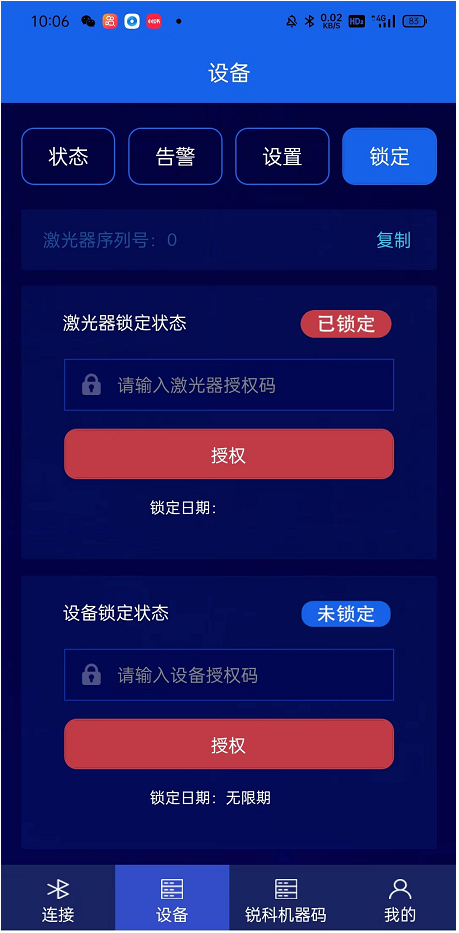 10:06
0.02 KB/S
HD2
4G
83
设备
状态 告警 设置 锁定
激光器序列号：0 复制
激光器锁定状态 已锁定
请输入激光器授权码
授权
锁定日期：
设备锁定状态 未锁定
请输入设备授权码
授权
锁定日期：无限期
连接 设备 锐科机器码 我的